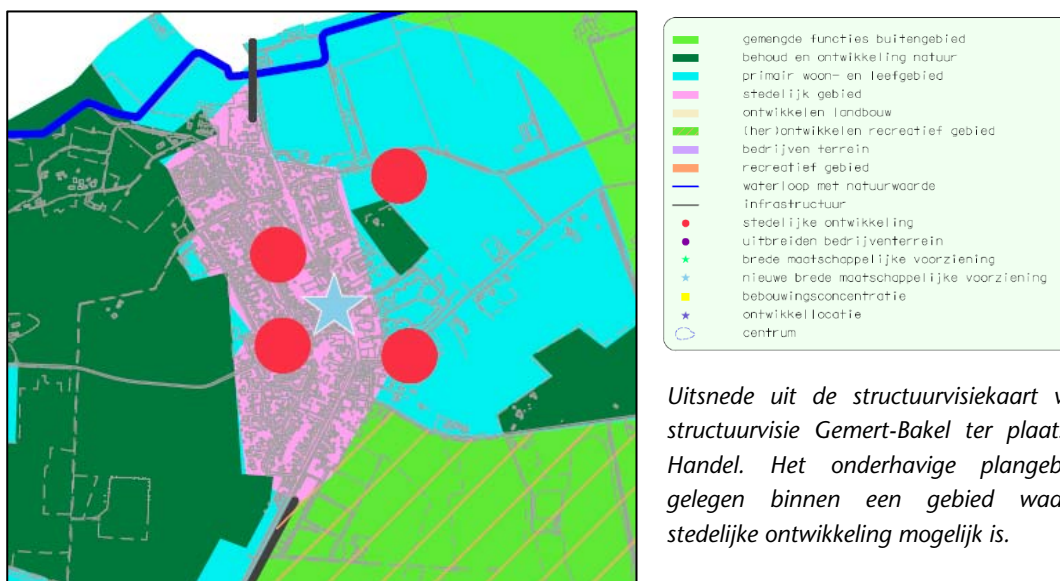 gemengde functies buitengebied
behoud en ontwikkeling natuur
primair woon- en leefgebied
stedelijk gebied
ontwikkelen landbouw
(her)ontwikkelen recreatief gebied
bedrijven terrein
recreatief gebied
waterloop met natuurwaarde
infrastructuur
stedelijke ontwikkeling
uitbreiden bedrijventerrein
brede maatschappelijke voorziening
nieuwe brede maatschappelijke voorziening
bebouwingsconcentratie
ontwikkellocatie
centrum
Uitsnede uit de structuurvisiekaart
structuurvisie Gemert-Bakel ter
Handel. Het onderhavige
gelegen binnen een gebied
stedelijke ontwikkeling mogelijk is.